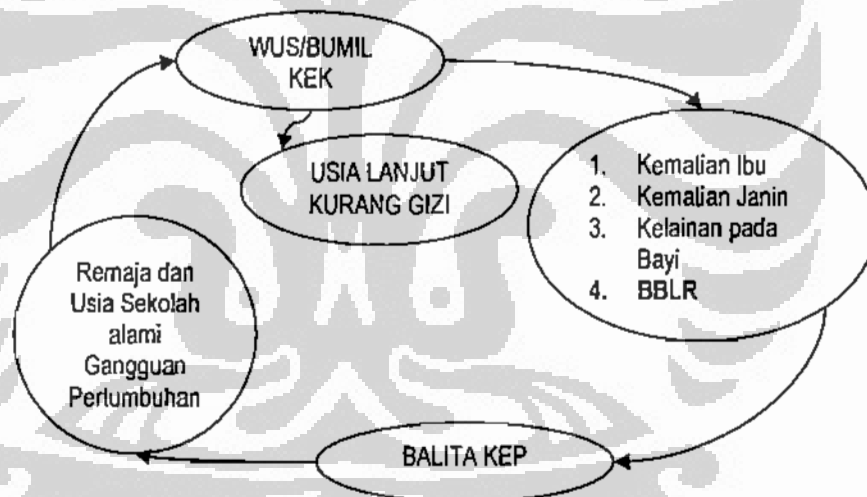 WUS/BUMIL
KEK
USIA LANJUT
KURANG GIZI
1. Kematian Ibu
2. Kematian Janin
3. Kelainan pada
Bayi
4. BBLR
Remaja dan
Usia Sekolah
alami
Gangguan
Pertumbuhan
BALITA KEP